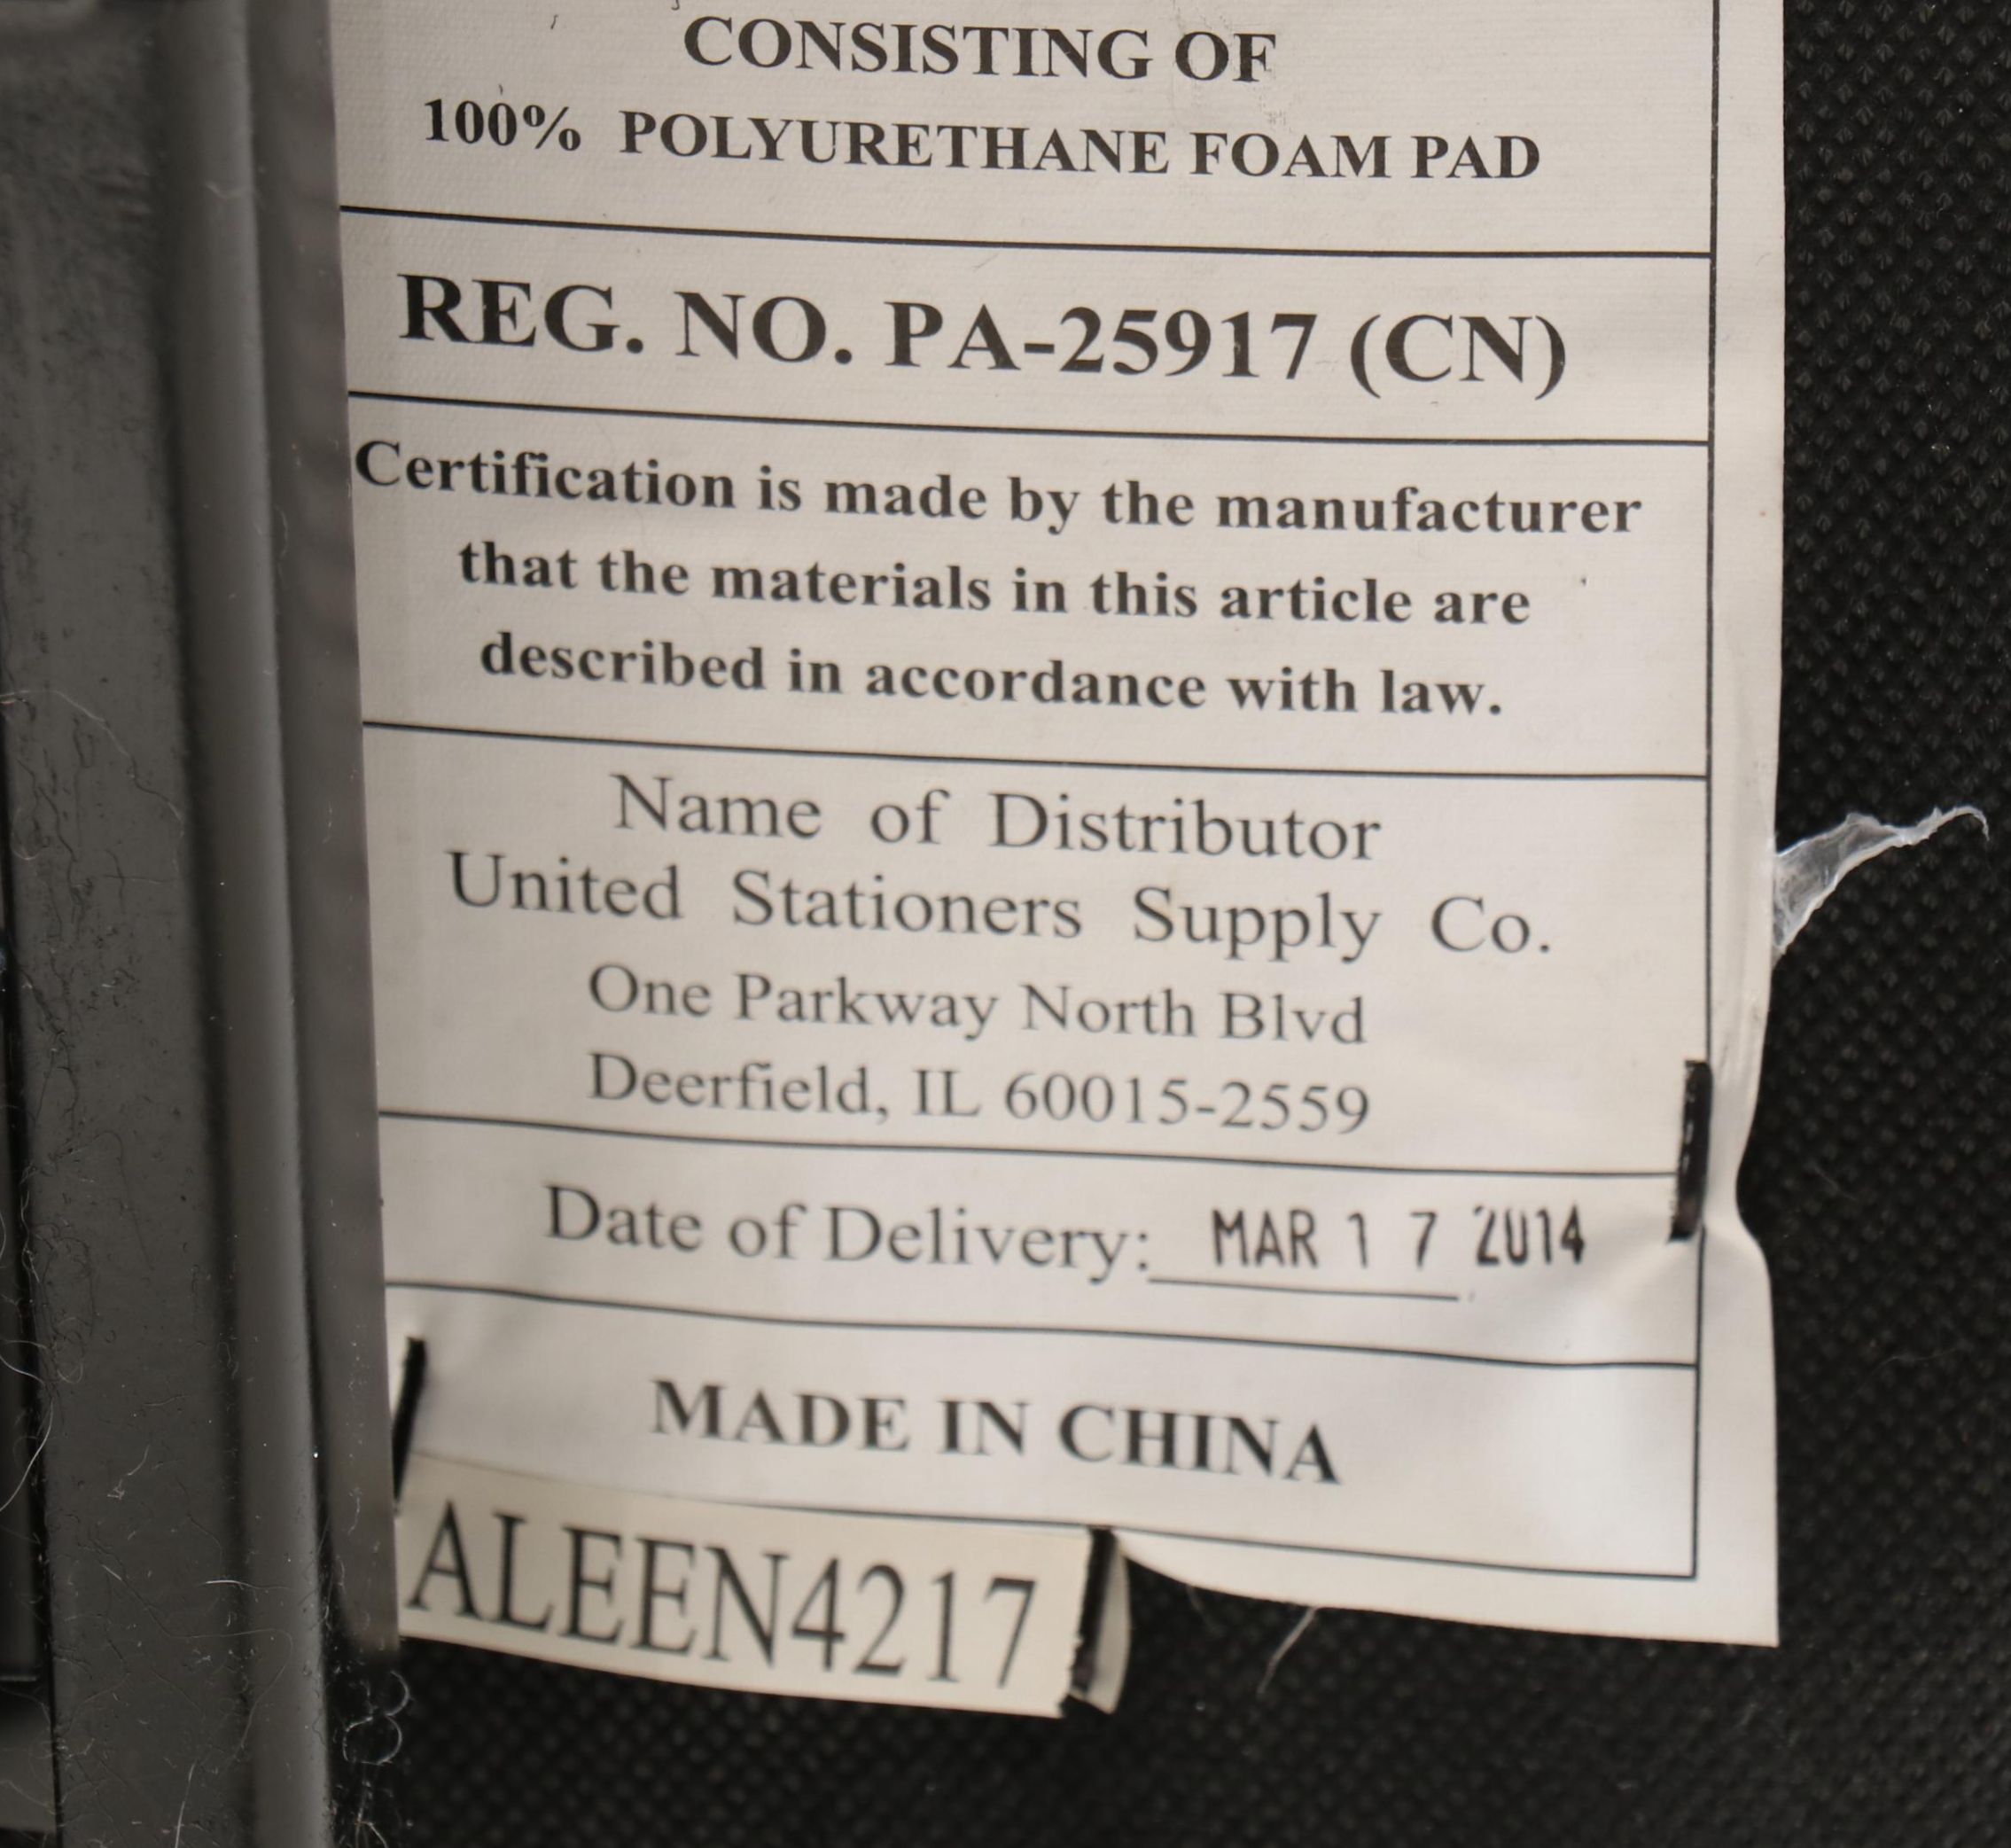 CONSISTING OF
100% POLYURETHANE FOAM PAD
REG. NO. PA-25917 (CN)
Certification is made by the manufacturer
that the materials in this article are
described in accordance with law.
Name of Distributor
United Stationers Supply Co.
One Parkway North Blvd
Deerfield, IL 60015-2559
Date of Delivery: MAR 17 2014
MADE IN CHINA
ALEEN4217